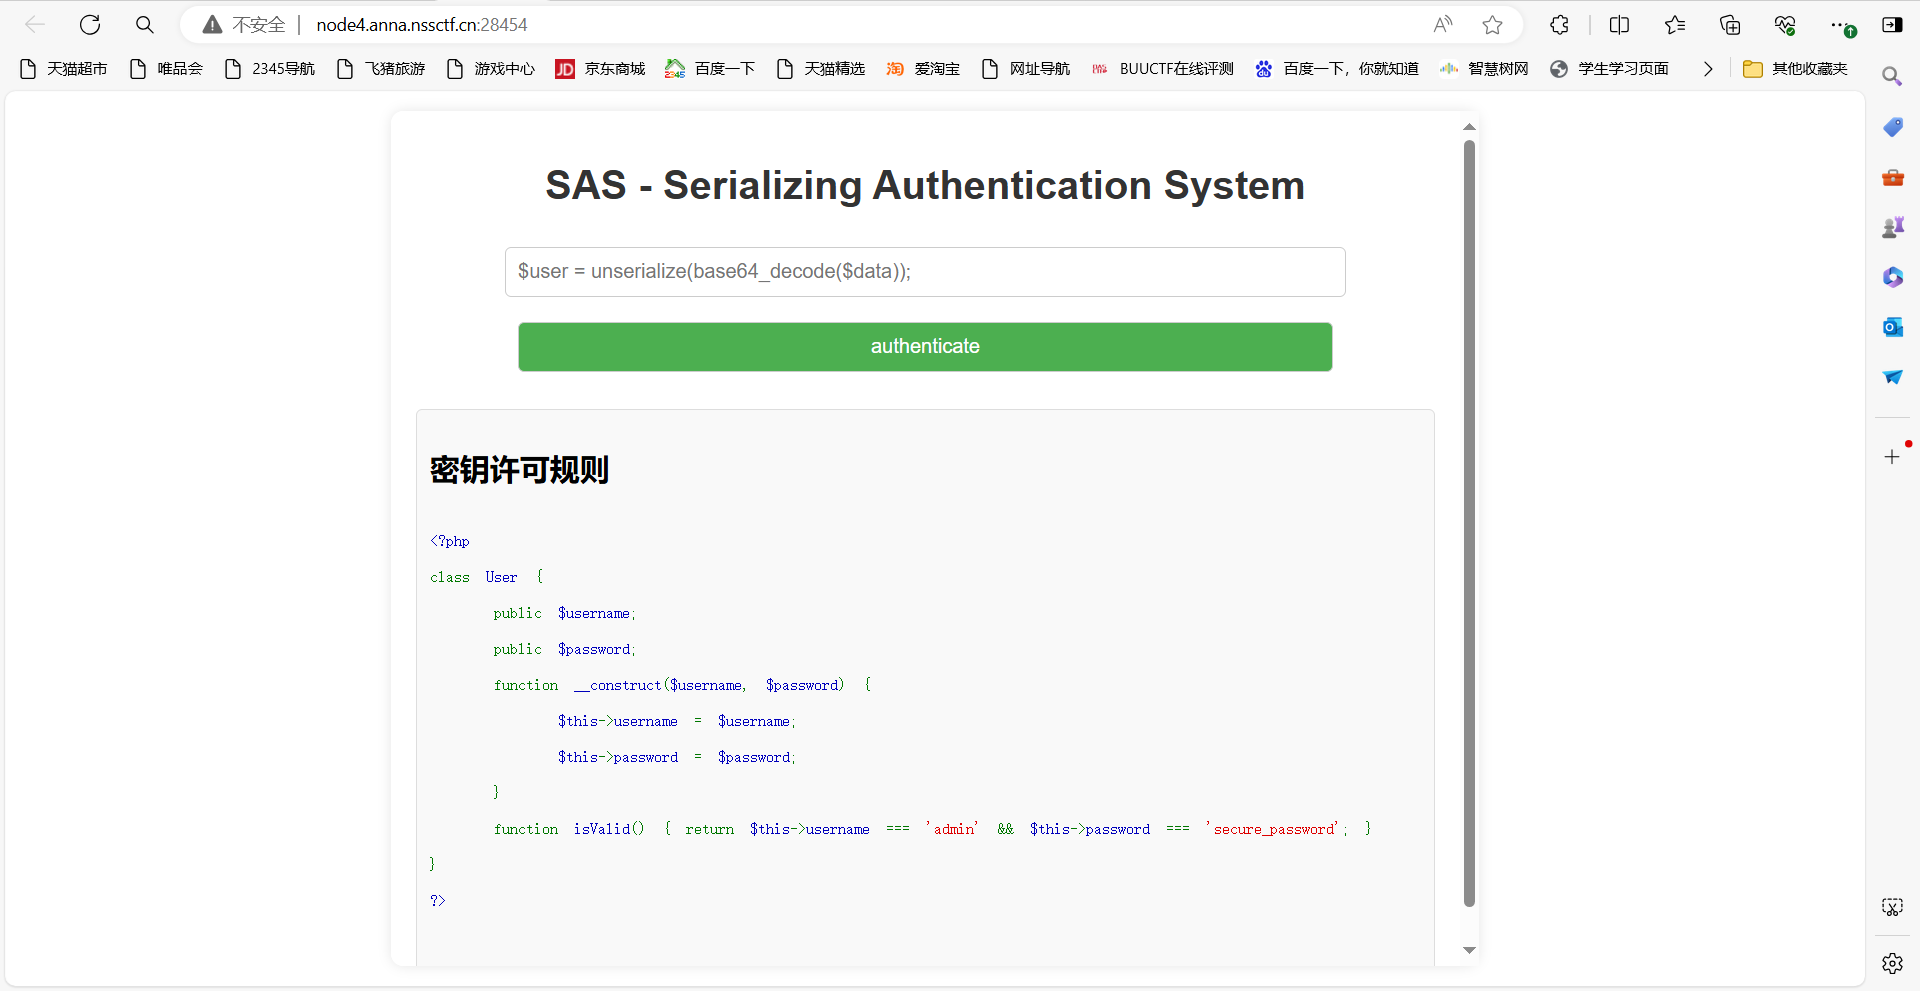 不安全 node4.anna.nssctf.cn:28454
天猫超市 唯品会 2345导航 飞猪旅游 游戏中心 JD 京东商城 2345 百度一下 天猫精选 淘 爱淘宝 网址导航 BUUCTF在线评测 百度一下，你就知道 智慧树网 学生学习页面 其他收藏夹
SAS - Serializing Authentication System
$user = unserialize(base64_decode($data));
authenticate
密钥许可规则
<?php
class User {
public $username;
public $password;
function __construct($username, $password) {
$this->username = $username;
$this->password = $password;
}
function isValid() { return $this->username === 'admin' && $this->password === 'secure_password'; }
}
?>